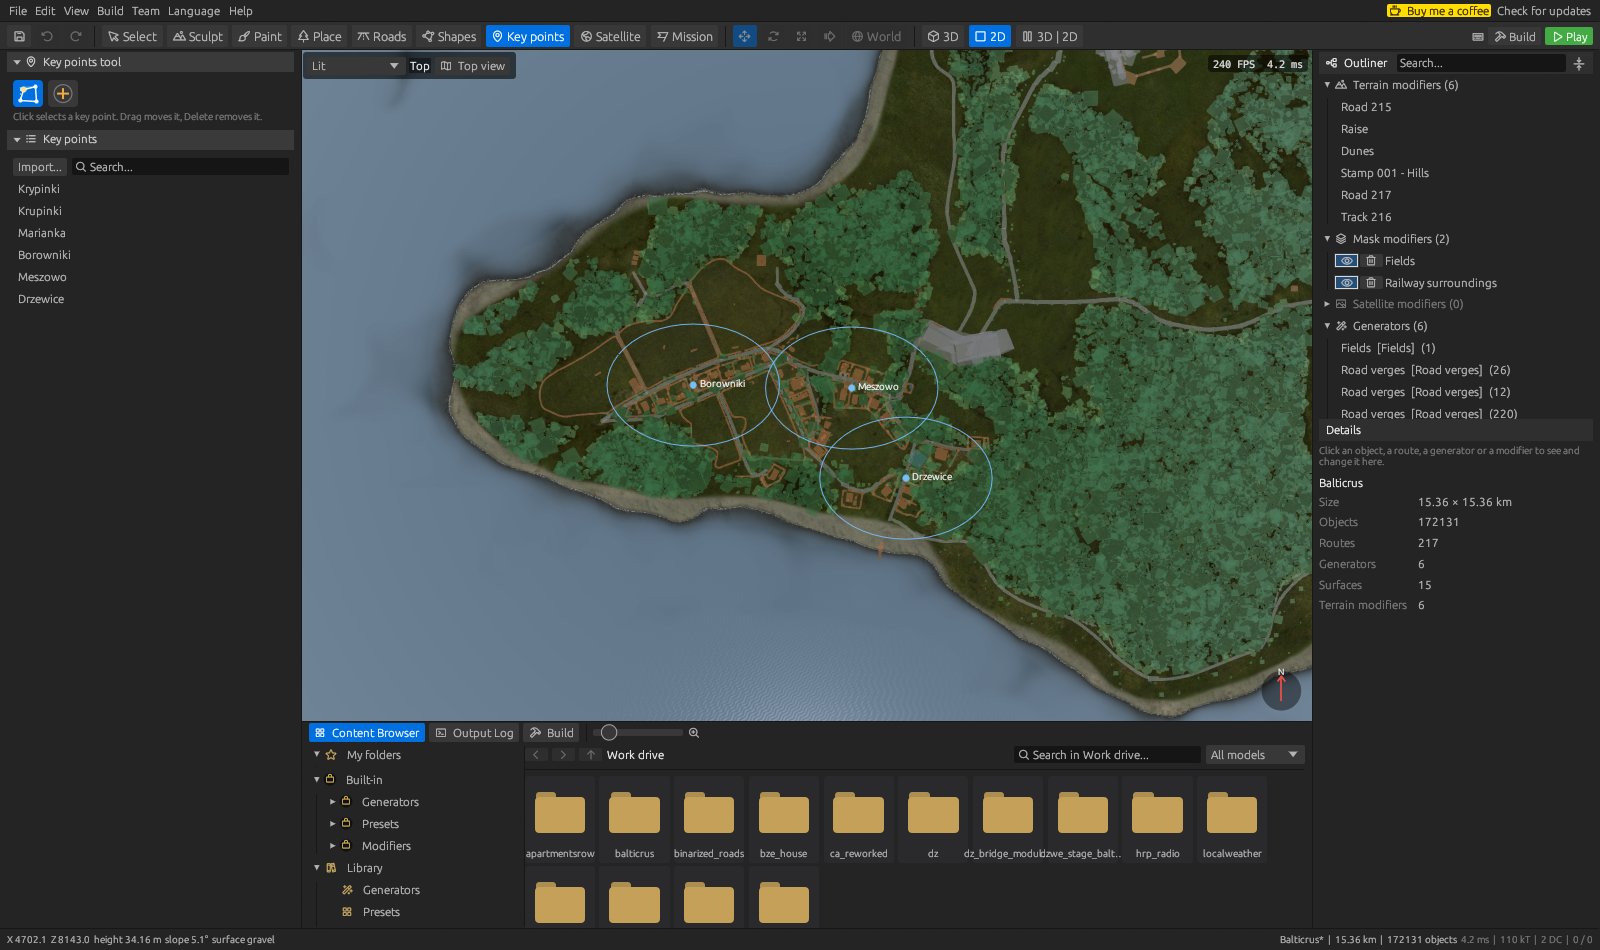 File Edit View Build Team Language Help
Buy me a coffee Check for updates
Select Sculpt Paint Place Roads Shapes Key points Satellite Mission World 3D 2D 3D | 2D Build Play
Key points tool
Click selects a key point. Drag moves it, Delete removes it.
Key points
Import... Search...
Krypinki
Krupinki
Marianka
Borowniki
Meszowo
Drzewice
Lit Top Top view
240 FPS 4.2 ms
Borowniki
Meszowo
Drzewice
N
Outliner Search...
Terrain modifiers (6)
Road 215
Raise
Dunes
Stamp 001 - Hills
Road 217
Track 216
Mask modifiers (2)
Fields
Railway surroundings
Satellite modifiers (0)
Generators (6)
Fields [Fields] (1)
Road verges [Road verges] (26)
Road verges [Road verges] (12)
Road verges [Road verges] (220)
Details
Click an object, a route, a generator or a modifier to see and
change it here.
Balticrus
Size 15.36 × 15.36 km
Objects 172131
Routes 217
Generators 6
Surfaces 15
Terrain modifiers 6
Content Browser Output Log Build
My folders
Built-in
Generators
Presets
Modifiers
Library
Generators
Presets
Work drive
Search in Work drive... All models
apartmentsrow balticrus binarized_roads bze_house ca_reworked dz dz_bridge_modul dzwe_stage_balt... hrp_radio localweather
X 4702.1 Z 8143.0 height 34.16 m slope 5.1° surface gravel
Balticrus* | 15.36 km | 172131 objects 4.2 ms | 110 kT | 2 DC | 0 / 0